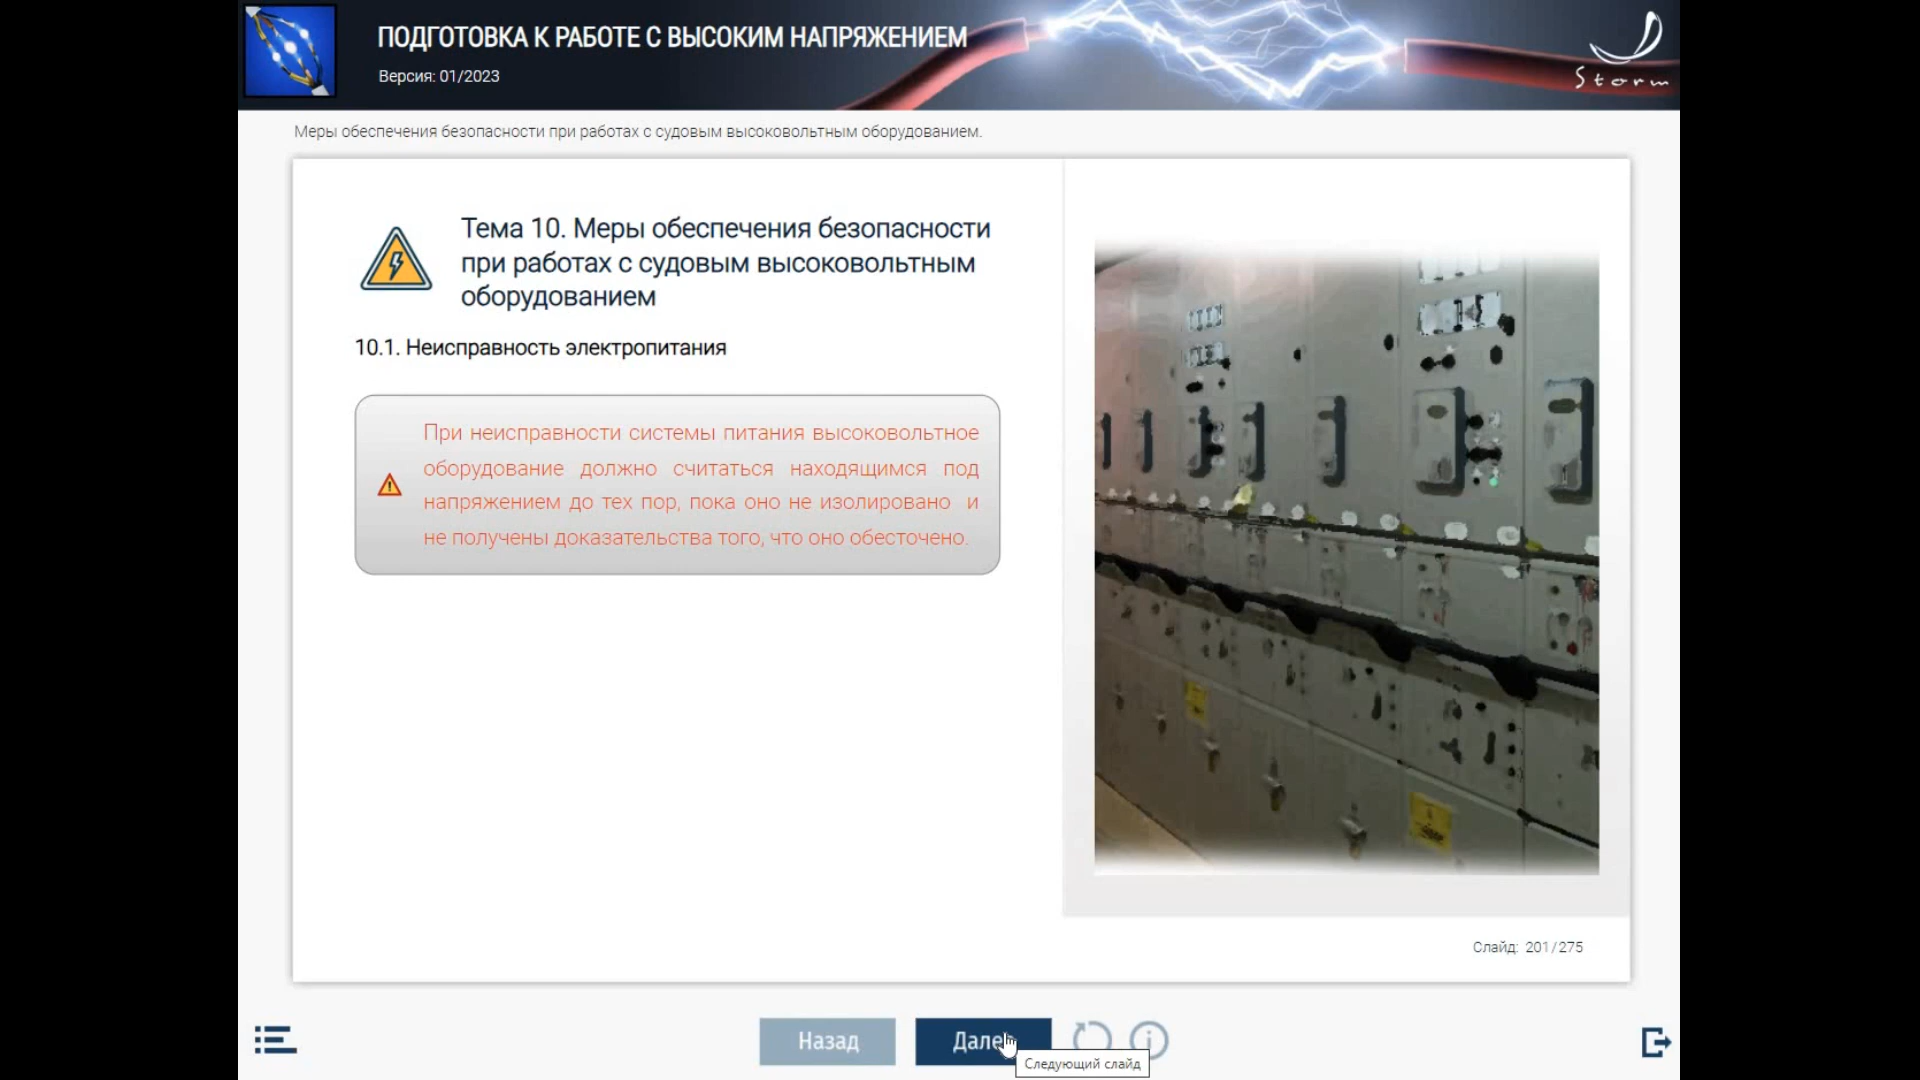 ПОДГОТОВКА К РАБОТЕ С ВЫСОКИМ НАПРЯЖЕНИЕМ
Версия: 01/2023
Storm
Меры обеспечения безопасности при работах с судовым высоковольтным оборудованием.
Тема 10. Меры обеспечения безопасности
при работах с судовым высоковольтным
оборудованием
10.1. Неисправность электропитания
При неисправности системы питания высоковольтное
оборудование должно считаться находящимся под
напряжением до тех пор, пока оно не изолировано и
не получены доказательства того, что оно обесточено.
Слайд: 201/275
Назад
Следующий слайд